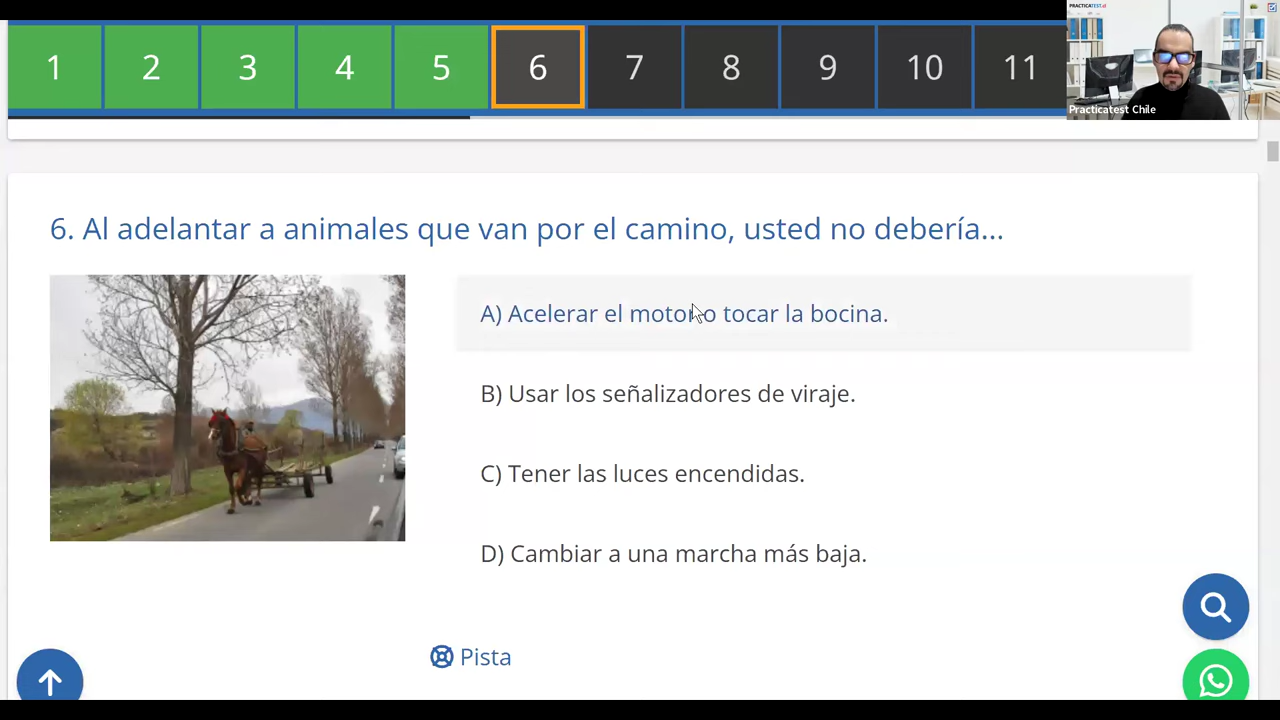 1 2 3 4 5 6 7 8 9 10 11
PRACTICATEST.cl
Practicatest Chile
6. Al adelantar a animales que van por el camino, usted no debería...
A) Acelerar el motor o tocar la bocina.
B) Usar los señalizadores de viraje.
C) Tener las luces encendidas.
D) Cambiar a una marcha más baja.
Pista